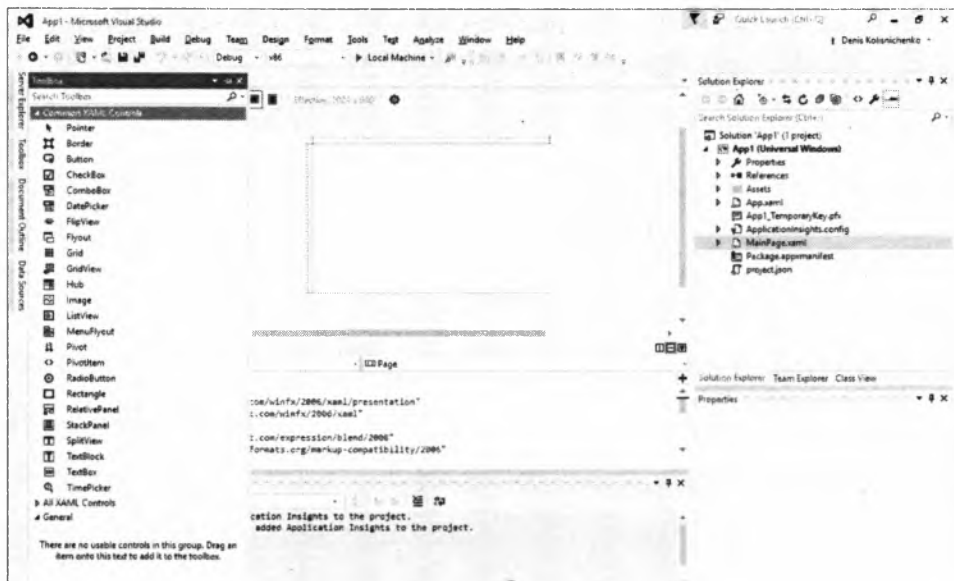 App1 - Microsoft Visual Studio
Quick Launch (Ctrl+Q)
File Edit View Project Build Debug Team Design Format Tools Test Analyze Window Help
Denis Kolisnichenko
Debug x86 Local Machine
Server Explorer
Toolbox
Document Outline
Data Sources
Toolbox
Search Toolbox
Common XAML Controls
Pointer
Border
Button
CheckBox
ComboBox
DatePicker
FlipView
Flyout
Grid
GridView
Hub
Image
ListView
MenuFlyout
Pivot
PivotItem
RadioButton
Rectangle
RelativePanel
StackPanel
SplitView
TextBlock
TextBox
TimePicker
All XAML Controls
General
There are no usable controls in this group. Drag an
item onto this text to add it to the toolbox.
Effective:
Page
com/winfx/2006/xaml/presentation"
.com/winfx/2006/xaml"
.com/expression/blend/2008"
formats.org/markup-compatibility/2006"
cation Insights to the project.
added Application Insights to the project.
Solution Explorer
Search Solution Explorer
Solution 'App1' (1 project)
App1 (Universal Windows)
Properties
References
Assets
App.xaml
App1_TemporaryKey.pfx
ApplicationInsights.config
MainPage.xaml
Package.appxmanifest
project.json
Solution Explorer Team Explorer Class View
Properties